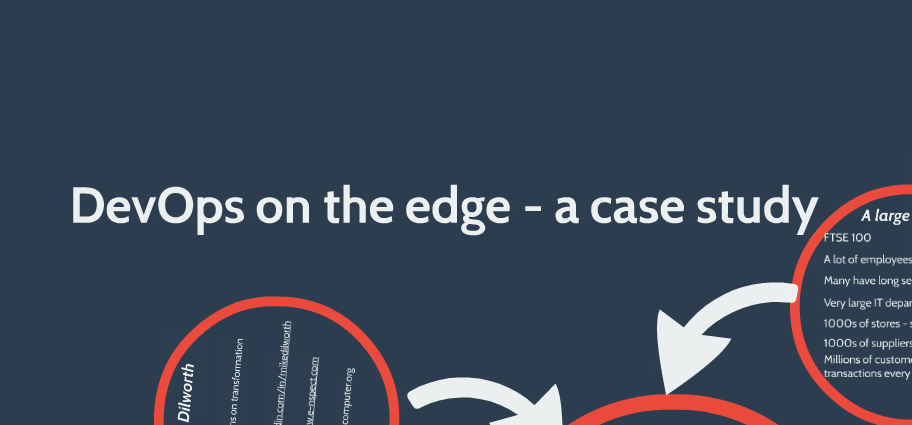 DevOps on the edge - a case study
A large
FTSE 100
A lot of employees
Many have long se
Very large IT depar
1000s of stores - s
1000s of suppliers
Millions of custome
transactions every
Dilworth
ns on transformation
din.com/in/mikedilworth
w.e-nspect.com
computer.org